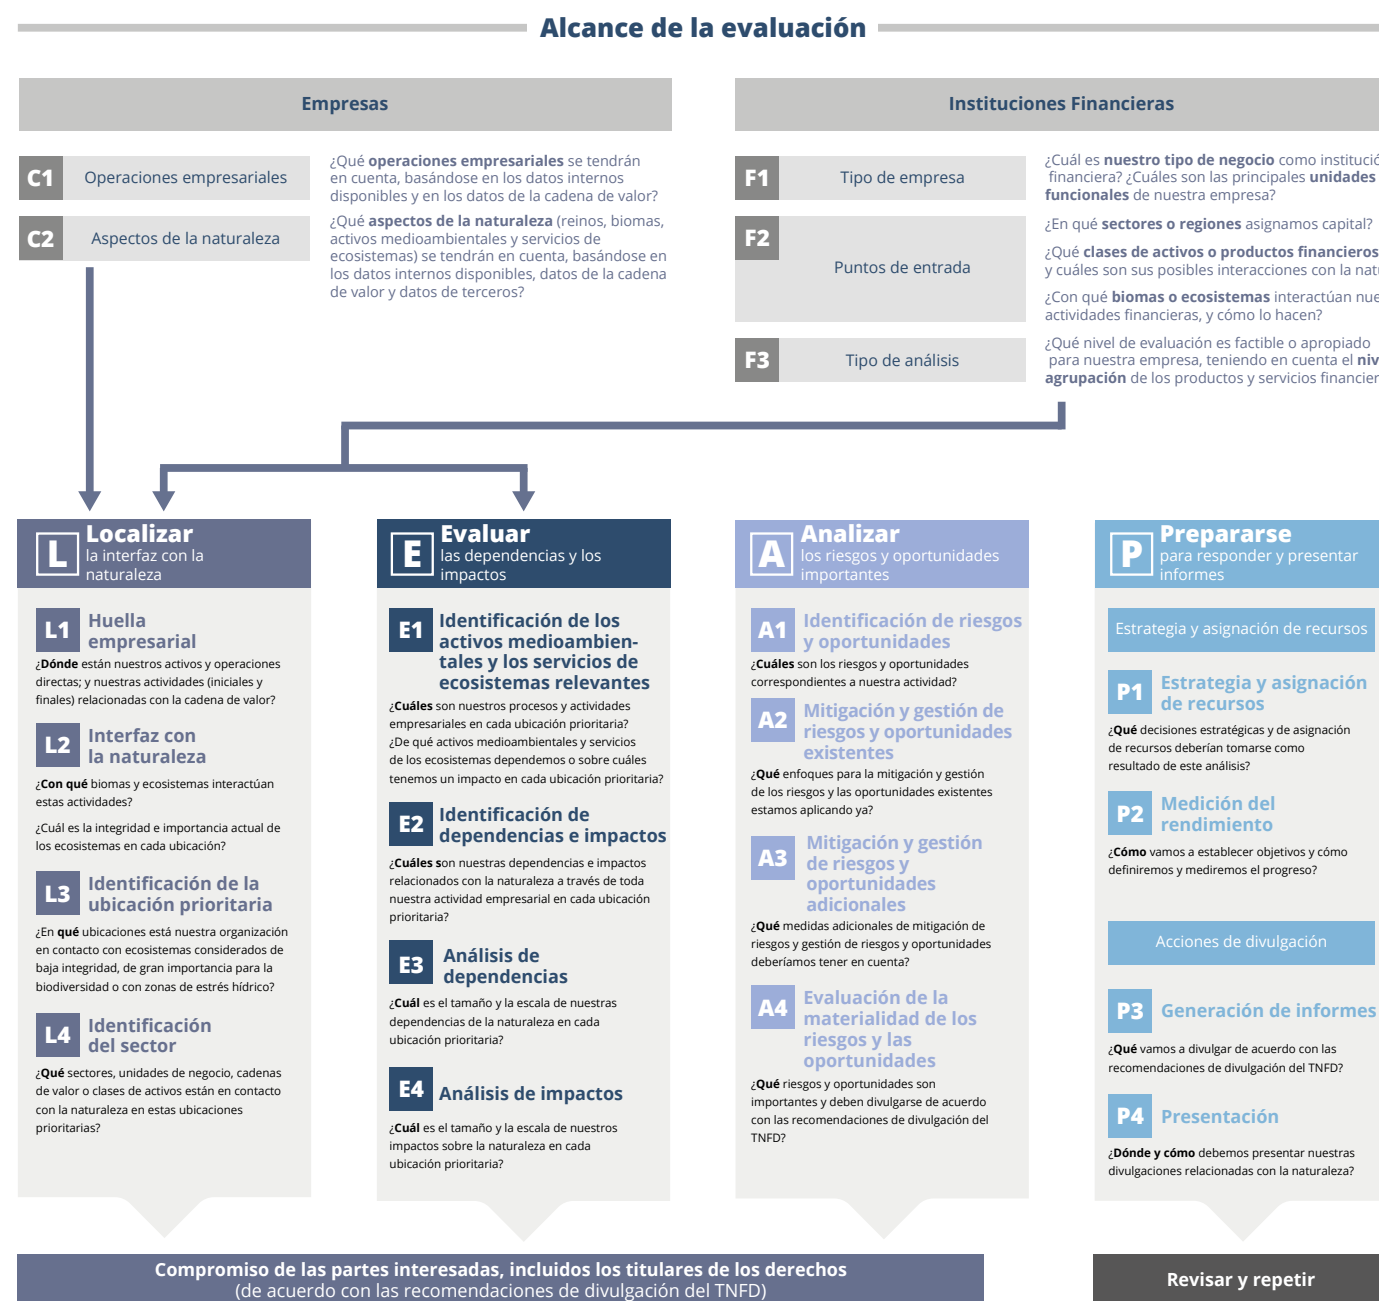 Alcance de la evaluación
Empresas
C1
Operaciones empresariales
¿Qué operaciones empresariales se tendrán
en cuenta, basándose en los datos internos
disponibles y en los datos de la cadena de valor?
C2
Aspectos de la naturaleza
¿Qué aspectos de la naturaleza (reinos, biomas,
activos medioambientales y servicios de
ecosistemas) se tendrán en cuenta, basándose en
los datos internos disponibles, datos de la cadena
de valor y datos de terceros?
Instituciones Financieras
F1
Tipo de empresa
¿Cuál es nuestro tipo de negocio como institució
financiera? ¿Cuáles son las principales unidades
funcionales de nuestra empresa?
F2
Puntos de entrada
¿En qué sectores o regiones asignamos capital?
¿Qué clases de activos o productos financieros
y cuáles son sus posibles interacciones con la nat
¿Con qué biomas o ecosistemas interactúan nue
actividades financieras, y cómo lo hacen?
F3
Tipo de análisis
¿Qué nivel de evaluación es factible o apropiado
para nuestra empresa, teniendo en cuenta el niv
agrupación de los productos y servicios financier
L
Localizar
la interfaz con la
naturaleza
L1
Huella
empresarial
¿Dónde están nuestros activos y operaciones
directas; y nuestras actividades (iniciales y
finales) relacionadas con la cadena de valor?
L2
Interfaz con
la naturaleza
¿Con qué biomas y ecosistemas interactúan
estas actividades?
¿Cuál es la integridad e importancia actual de
los ecosistemas en cada ubicación?
L3
Identificación de la
ubicación prioritaria
¿En qué ubicaciones está nuestra organización
en contacto con ecosistemas considerados de
baja integridad, de gran importancia para la
biodiversidad o con zonas de estrés hídrico?
L4
Identificación
del sector
¿Qué sectores, unidades de negocio, cadenas
de valor o clases de activos están en contacto
con la naturaleza en estas ubicaciones
prioritarias?
E
Evaluar
las dependencias y los
impactos
E1
Identificación de los
activos medioambien-
tales y los servicios de
ecosistemas relevantes
¿Cuáles son nuestros procesos y actividades
empresariales en cada ubicación prioritaria?
¿De qué activos medioambientales y servicios
de los ecosistemas dependemos o sobre cuáles
tenemos un impacto en cada ubicación prioritaria?
E2
Identificación de
dependencias e impactos
¿Cuáles son nuestras dependencias e impactos
relacionados con la naturaleza a través de toda
nuestra actividad empresarial en cada ubicación
prioritaria?
E3
Análisis de
dependencias
¿Cuál es el tamaño y la escala de nuestras
dependencias de la naturaleza en cada
ubicación prioritaria?
E4
Análisis de impactos
¿Cuál es el tamaño y la escala de nuestros
impactos sobre la naturaleza en cada
ubicación prioritaria?
A
Analizar
los riesgos y oportunidades
importantes
A1
Identificación de riesgos
y oportunidades
¿Cuáles son los riesgos y oportunidades
correspondientes a nuestra actividad?
A2
Mitigación y gestión de
riesgos y oportunidades
existentes
¿Qué enfoques para la mitigación y gestión
de los riesgos y las oportunidades existentes
estamos aplicando ya?
A3
Mitigación y gestión
de riesgos y
oportunidades
adicionales
¿Qué medidas adicionales de mitigación de
riesgos y gestión de riesgos y oportunidades
deberíamos tener en cuenta?
A4
Evaluación de la
materialidad de los
riesgos y las
oportunidades
¿Qué riesgos y oportunidades son
importantes y deben divulgarse de acuerdo
con las recomendaciones de divulgación del
TNFD?
P
Prepararse
para responder y presentar
informes
Estrategia y asignación de recursos
P1
Estrategia y asignación
de recursos
¿Qué decisiones estratégicas y de asignación
de recursos deberían tomarse como
resultado de este análisis?
P2
Medición del
rendimiento
¿Cómo vamos a establecer objetivos y cómo
definiremos y mediremos el progreso?
Acciones de divulgación
P3
Generación de informes
¿Qué vamos a divulgar de acuerdo con las
recomendaciones de divulgación del TNFD?
P4
Presentación
¿Dónde y cómo debemos presentar nuestras
divulgaciones relacionadas con la naturaleza?
Compromiso de las partes interesadas, incluidos los titulares de los derechos
(de acuerdo con las recomendaciones de divulgación del TNFD)
Revisar y repetir